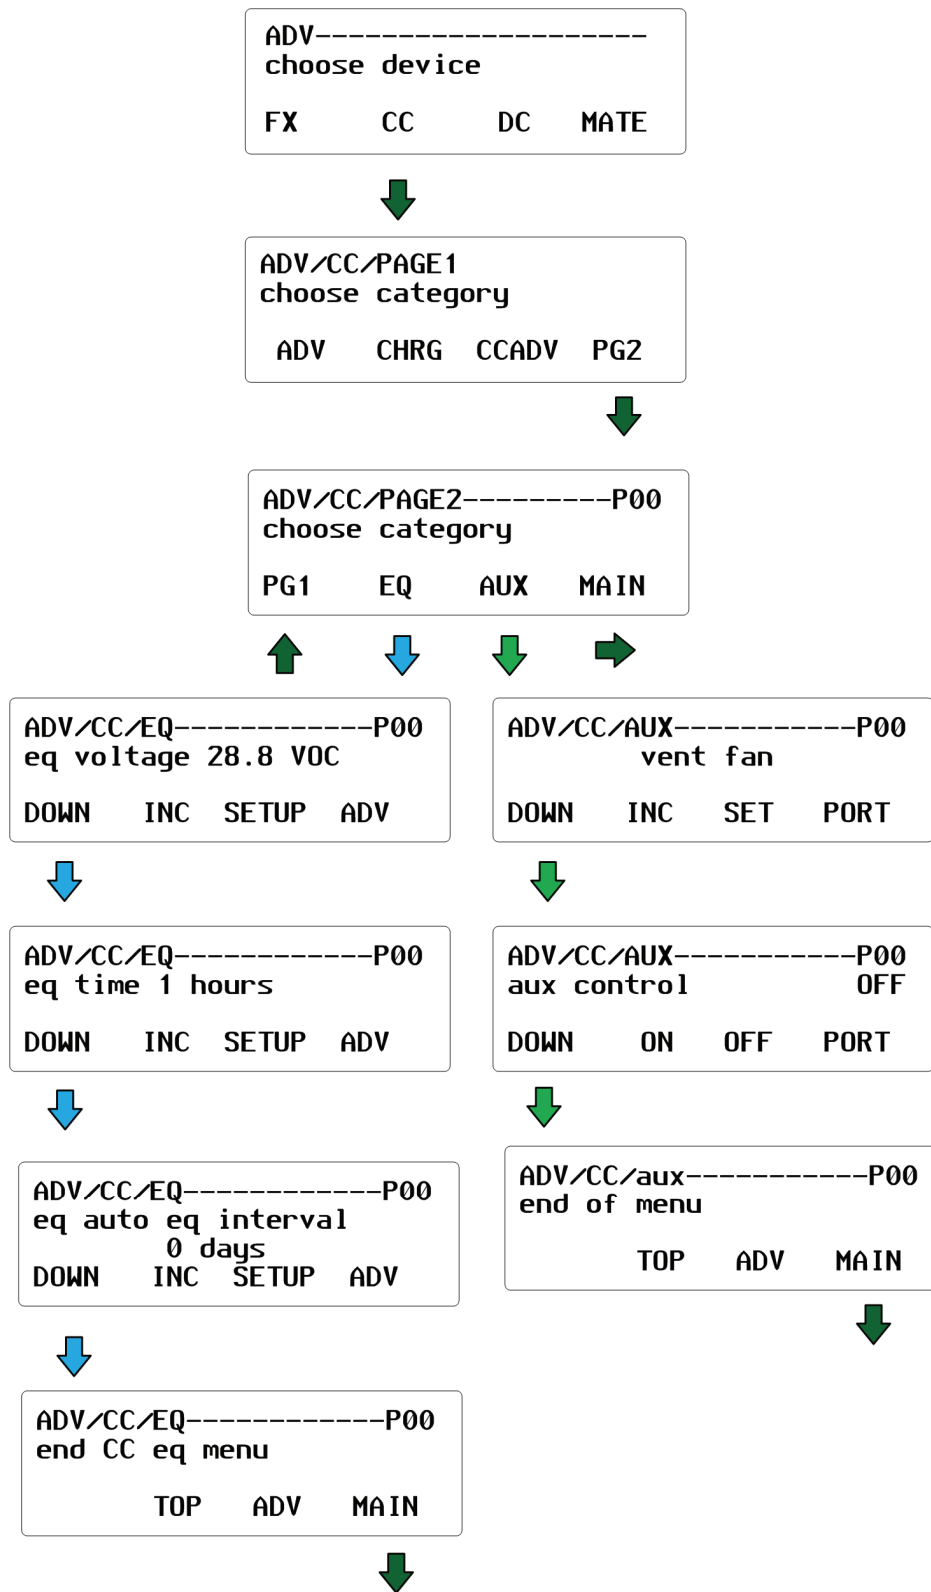 ADV--------------------
choose device
FX CC DC MATE
ADV/CC/PAGE1
choose category
ADV CHRG CCADV PG2
ADV/CC/PAGE2---------P00
choose category
PG1 EQ AUX MAIN
ADV/CC/EQ------------P00
eq voltage 28.8 VOC
DOWN INC SETUP ADV
ADV/CC/EQ------------P00
eq time 1 hours
DOWN INC SETUP ADV
ADV/CC/EQ------------P00
eq auto eq interval
0 days
DOWN INC SETUP ADV
ADV/CC/EQ------------P00
end CC eq menu
TOP ADV MAIN
ADV/CC/AUX-----------P00
vent fan
DOWN INC SET PORT
ADV/CC/AUX-----------P00
aux control OFF
DOWN ON OFF PORT
ADV/CC/aux-----------P00
end of menu
TOP ADV MAIN